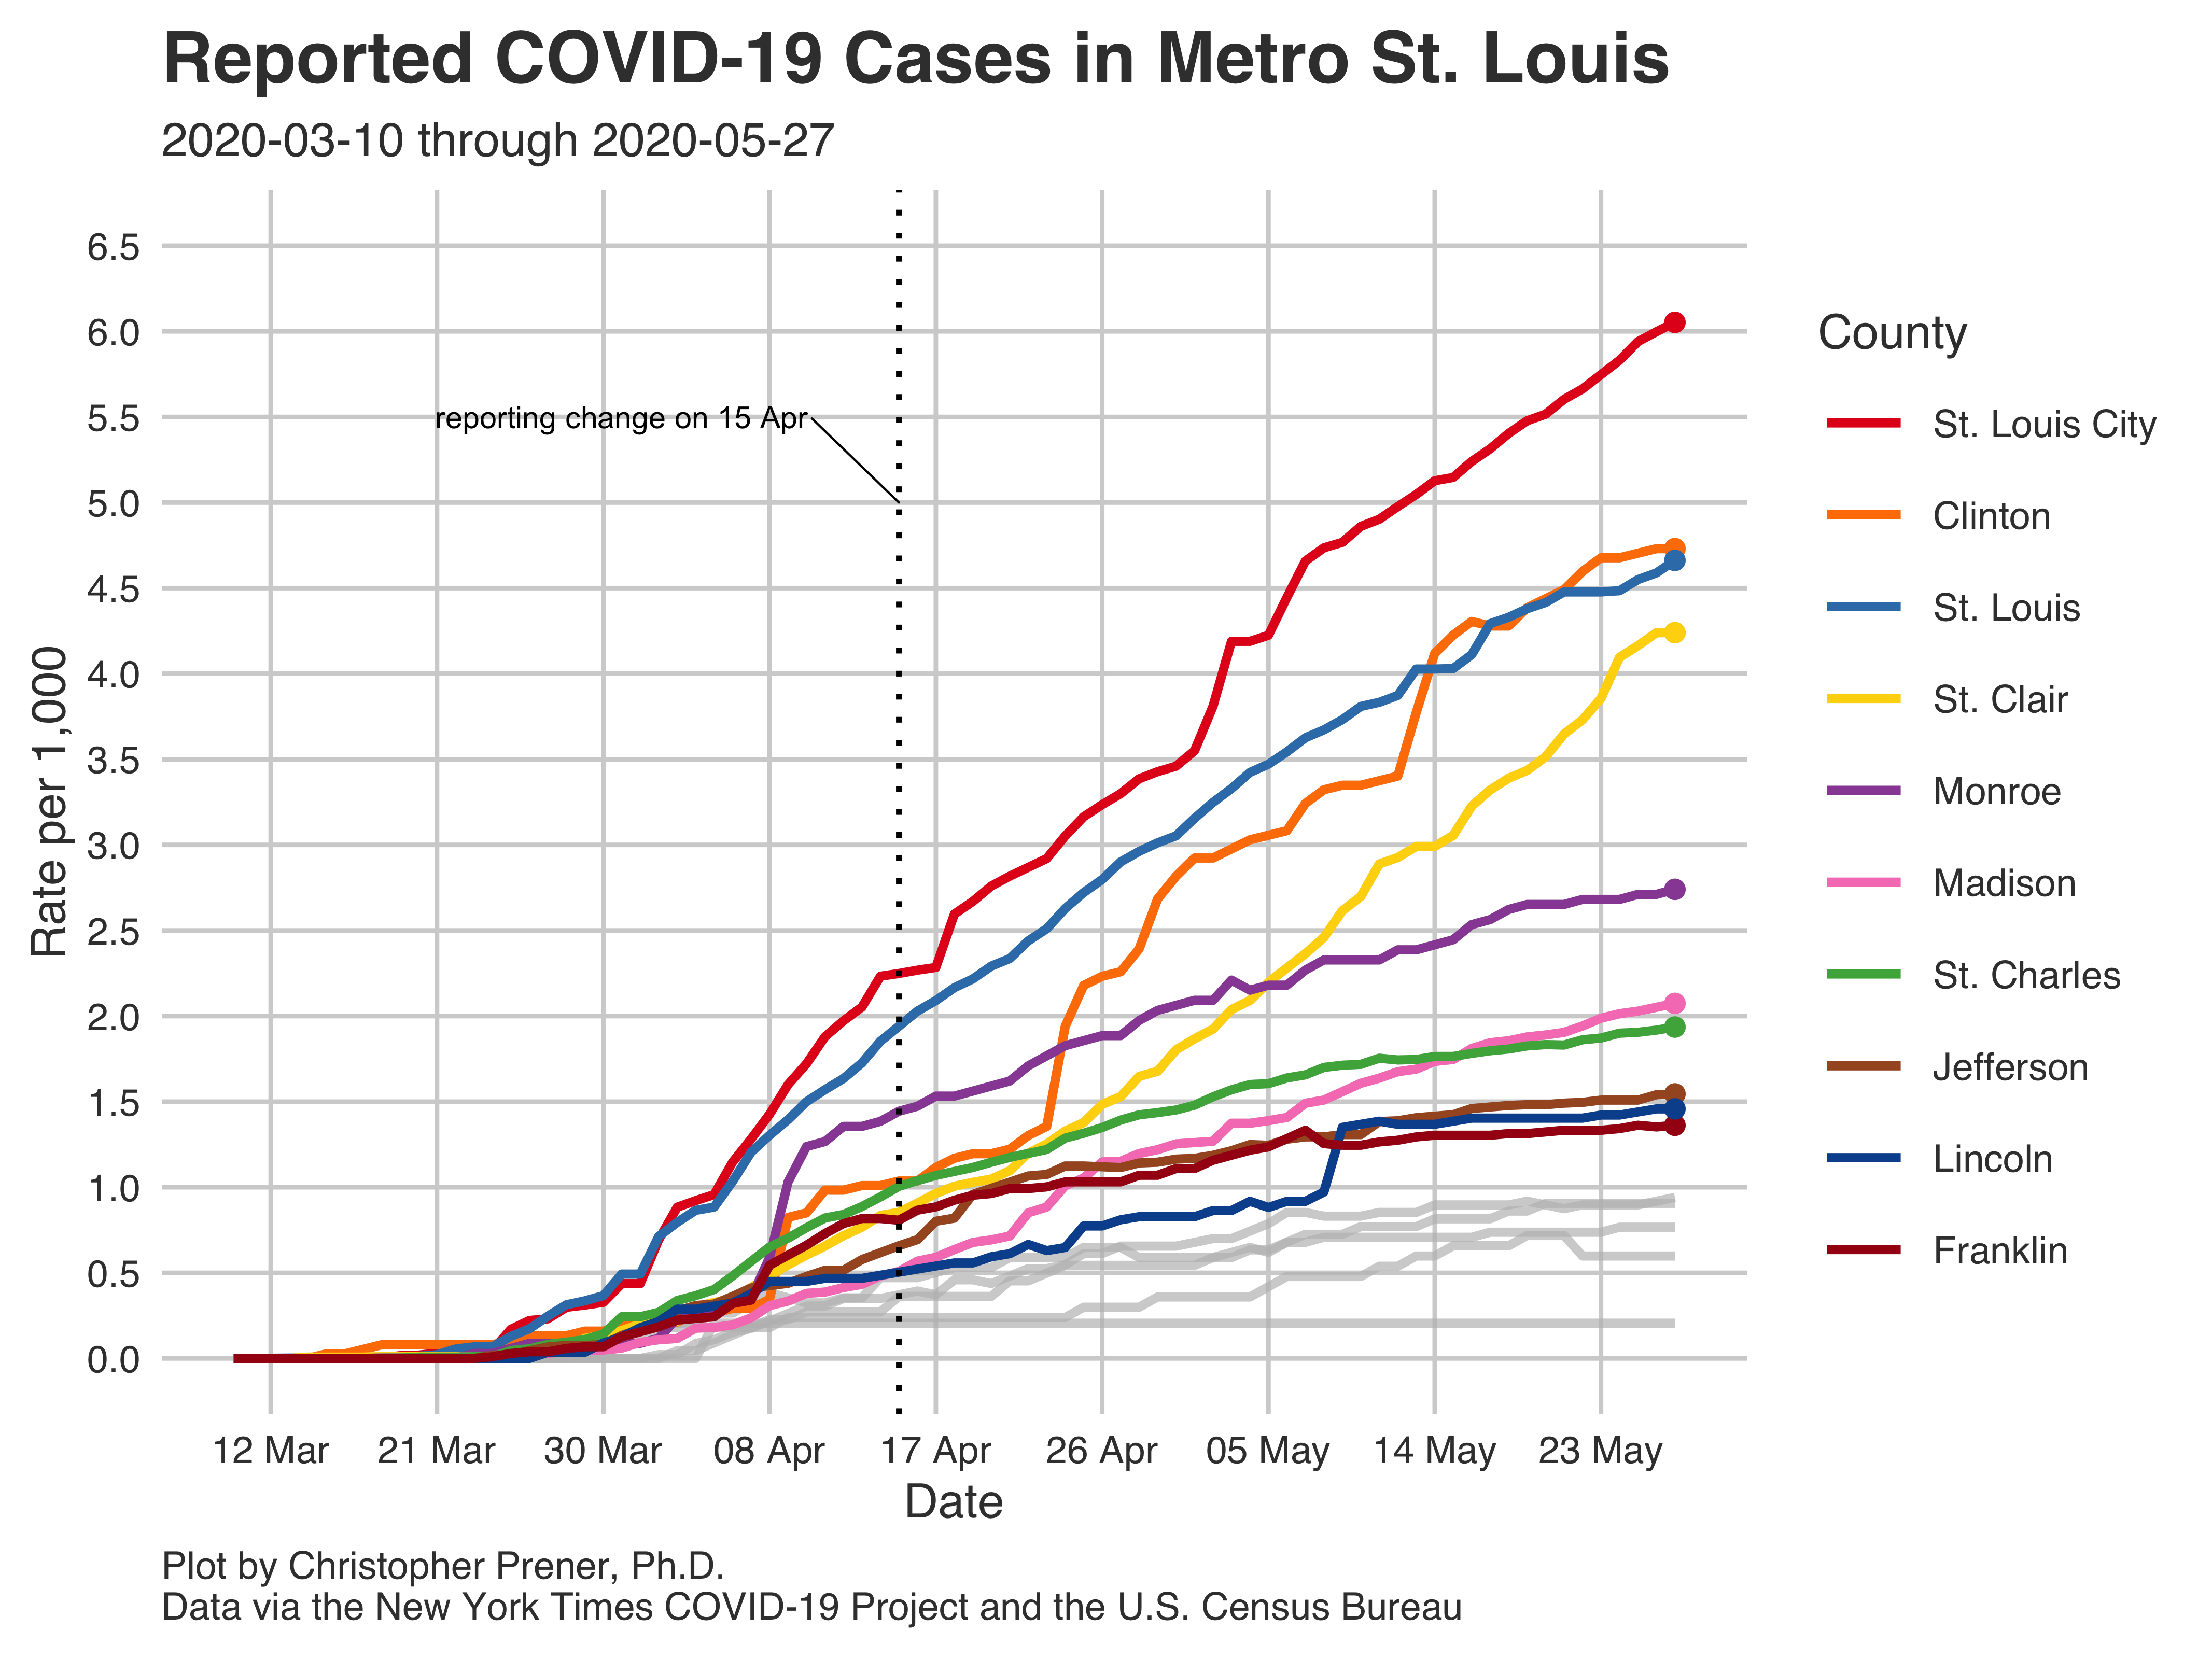 Reported COVID-19 Cases in Metro St. Louis
2020-03-10 through 2020-05-27
6.5
6.0
5.5
5.0
4.5
4.0
3.5
3.0
2.5
2.0
1.5
1.0
0.5
0.0
Rate per 1,000
reporting change on 15 Apr
12 Mar 21 Mar 30 Mar 08 Apr 17 Apr 26 Apr 05 May 14 May 23 May
Date
County
St. Louis City
Clinton
St. Louis
St. Clair
Monroe
Madison
St. Charles
Jefferson
Lincoln
Franklin
Plot by Christopher Prener, Ph.D.
Data via the New York Times COVID-19 Project and the U.S. Census Bureau